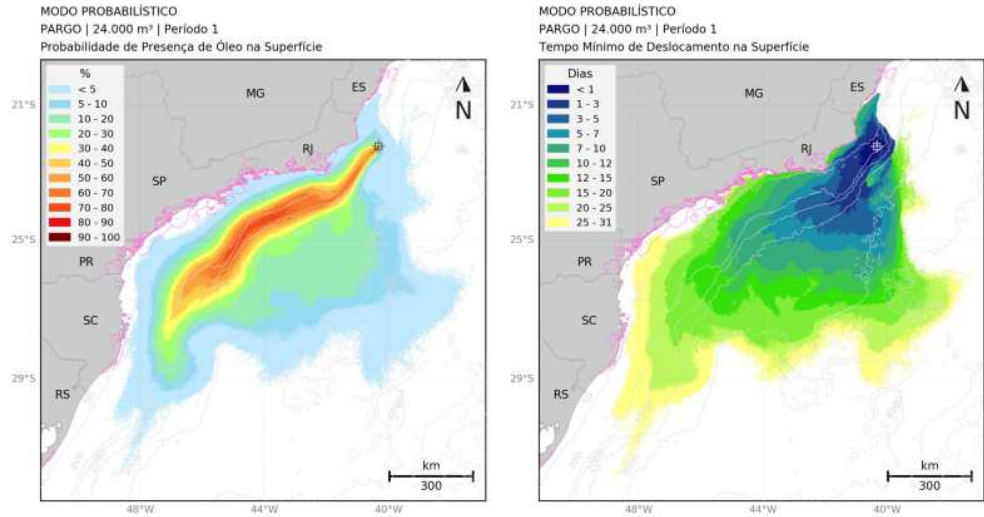 MODO PROBABILÍSTICO
PARGO | 24.000 m³ | Período 1
Probabilidade de Presença de Óleo na Superfície
%
< 5
5 - 10
10 - 20
20 - 30
30 - 40
40 - 50
50 - 60
60 - 70
70 - 80
80 - 90
90 - 100
MG
ES
RJ
SP
PR
SC
RS
N
21°S
25°S
29°S
48°W
44°W
40°W
km
300
MODO PROBABILÍSTICO
PARGO | 24.000 m³ | Período 1
Tempo Mínimo de Deslocamento na Superfície
Dias
< 1
1 - 3
3 - 5
5 - 7
7 - 10
10 - 12
12 - 15
15 - 20
20 - 25
25 - 31
MG
ES
RJ
SP
PR
SC
RS
N
21°S
25°S
29°S
48°W
44°W
40°W
km
300